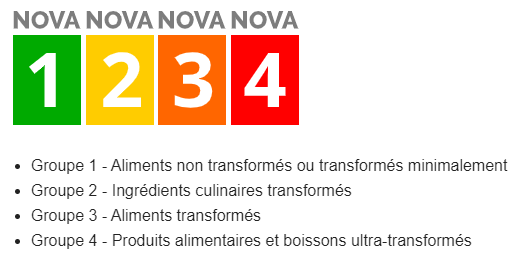 NOVA NOVA NOVA NOVA
1 2 3 4
• Groupe 1 - Aliments non transformés ou transformés minimalement
• Groupe 2 - Ingrédients culinaires transformés
• Groupe 3 - Aliments transformés
• Groupe 4 - Produits alimentaires et boissons ultra-transformés